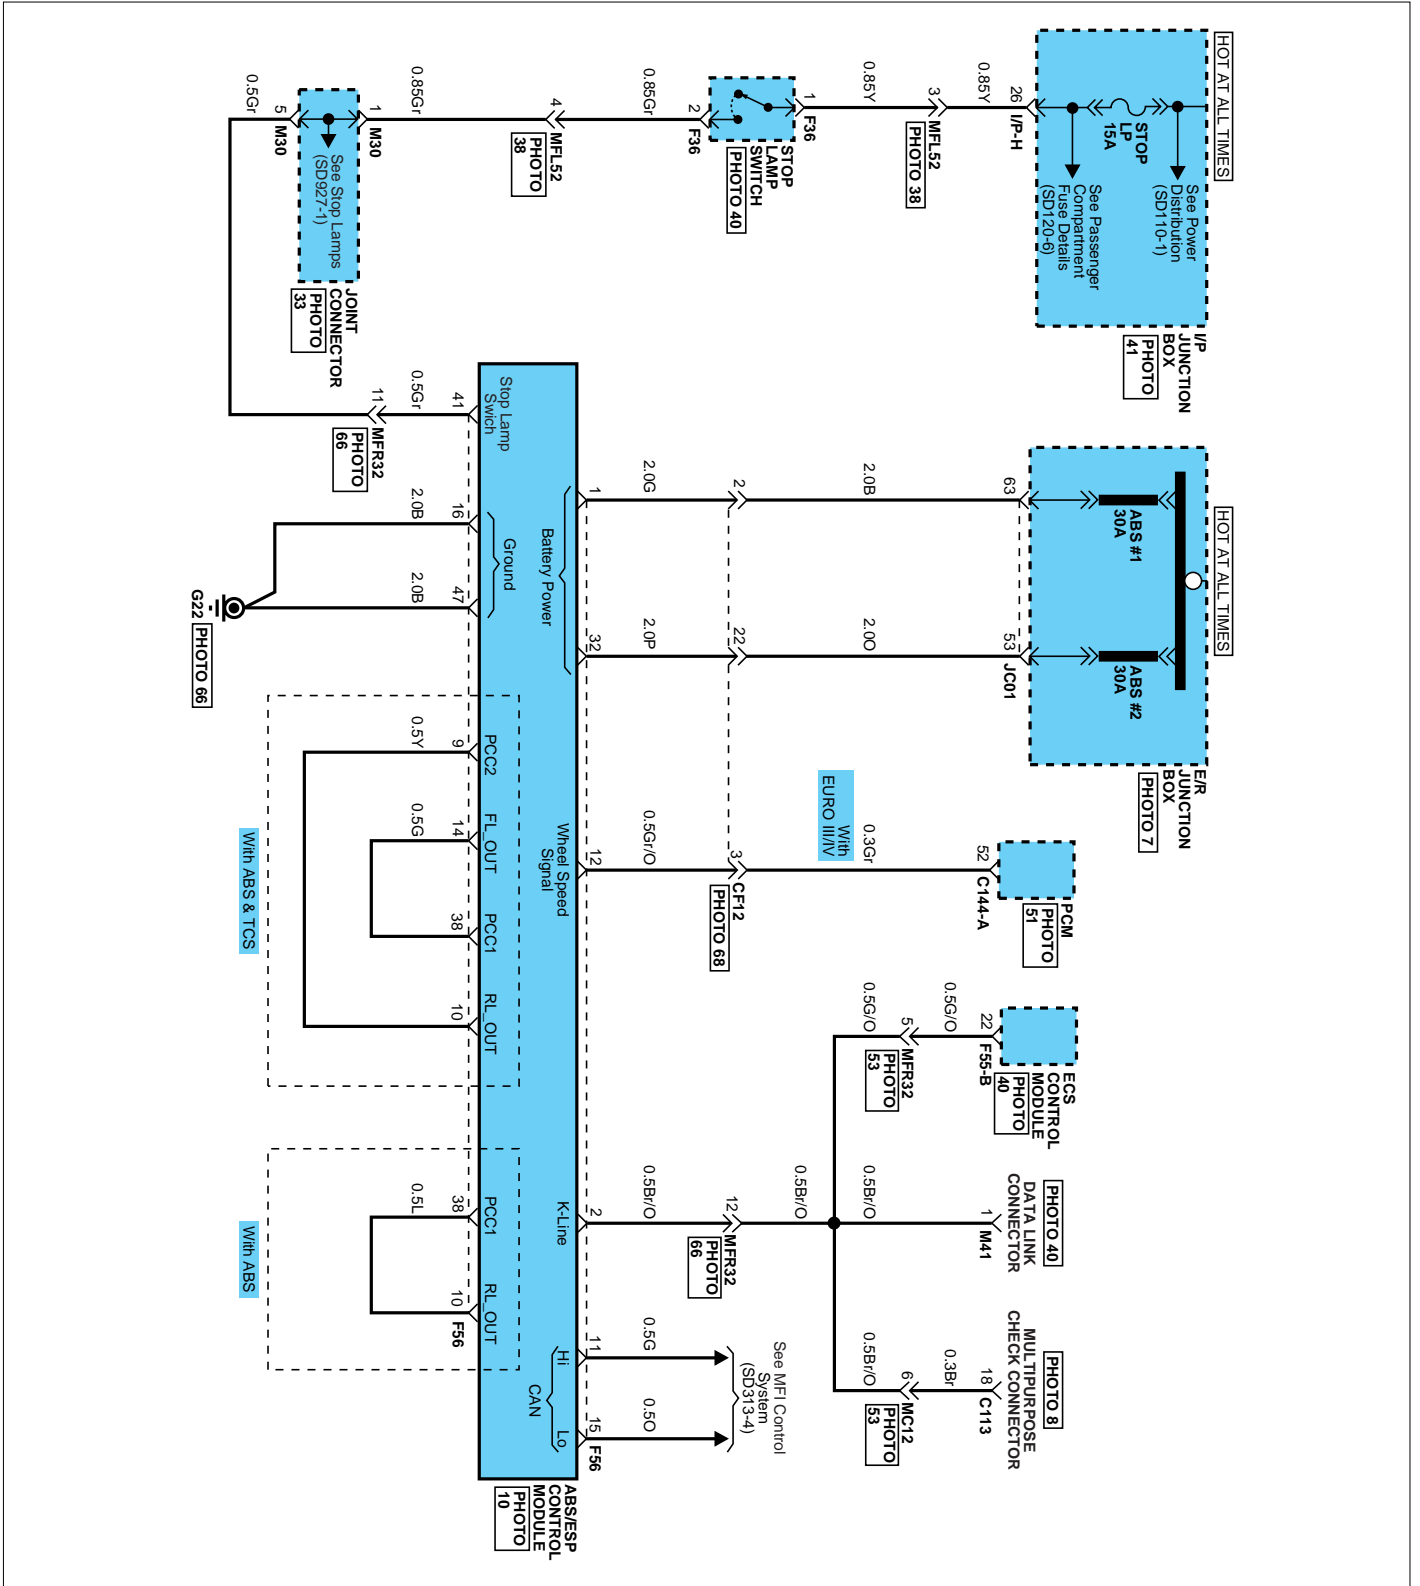 HOT AT ALL TIMES
See Power
Distribution
(SD110-1)
STOP
LP
15A
See Passenger
Compartment
Fuse Details
(SD120-6)
I/P
JUNCTION
BOX
PHOTO
41
26
I/P-H
0.85Y
3
MFL52
PHOTO 38
0.85Y
1
F36
STOP
LAMP
SWITCH
PHOTO 40
2
F36
0.85Gr
4
MFL52
PHOTO
38
0.85Gr
1
M30
See Stop Lamps
(SD927-1)
JOINT
CONNECTOR
PHOTO
33
5
M30
0.5Gr
HOT AT ALL TIMES
ABS #1
30A
ABS #2
30A
E/R
JUNCTION
BOX
PHOTO 7
63
53
JC01
2.0B
2.0O
2
22
3
CF12
PHOTO 68
2.0G
2.0P
0.5Gr/O
1
32
12
PCM
PHOTO
51
52
C144-A
0.3Gr
With
EURO III/IV
ECS
CONTROL
MODULE
PHOTO
40
22
F55-B
0.5G/O
5
MFR32
PHOTO
53
0.5G/O
PHOTO 40
DATA LINK
CONNECTOR
1
M41
0.5Br/O
0.5Br/O
12
MFR32
PHOTO
66
0.5Br/O
2
PHOTO 8
MULTIPURPOSE
CHECK CONNECTOR
18
C113
0.3Br
6
MC12
PHOTO
53
0.5Br/O
See MFI Control
System
(SD313-4)
0.5G
0.5O
11
15
F56
Battery Power
Wheel Speed
Signal
K-Line
Hi
Lo
CAN
ABS/ESP
CONTROL
MODULE
PHOTO
10
Stop Lamp
Swich
Ground
PCC2
FL_OUT
PCC1
RL_OUT
PCC1
RL_OUT
41
0.5Gr
11
MFR32
PHOTO
66
16
47
2.0B
2.0B
G22
PHOTO 66
9
14
38
10
0.5Y
0.5G
With ABS & TCS
38
10
F56
0.5L
With ABS